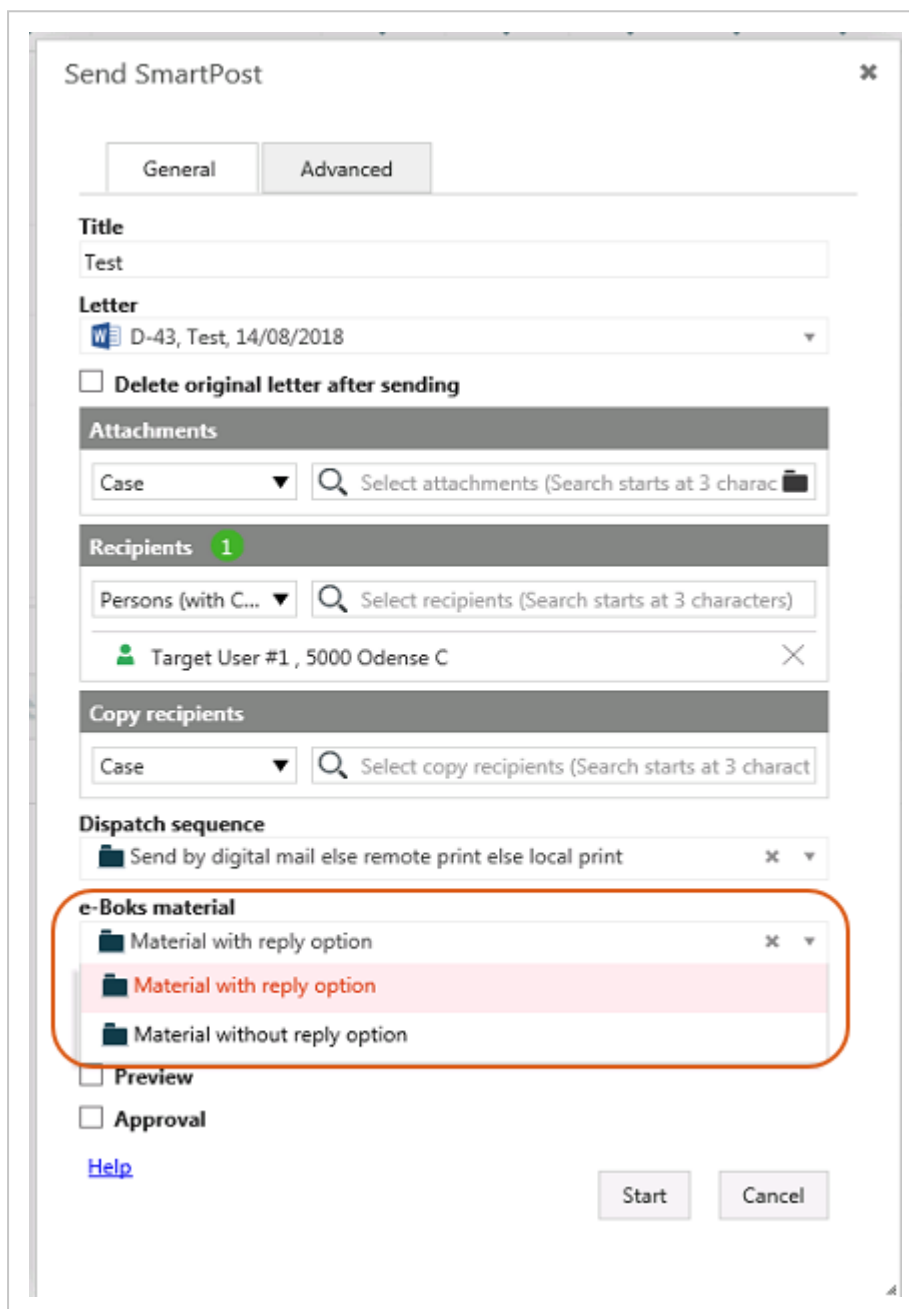 Send SmartPost
General Advanced
Title
Test
Letter
D-43, Test, 14/08/2018
Delete original letter after sending
Attachments
Case Select attachments (Search starts at 3 charac
Recipients 1
Persons (with C... Select recipients (Search starts at 3 characters)
Target User #1 , 5000 Odense C
Copy recipients
Case Select copy recipients (Search starts at 3 charact
Dispatch sequence
Send by digital mail else remote print else local print
e-Boks material
Material with reply option
Material with reply option
Material without reply option
Preview
Approval
Help
Start Cancel